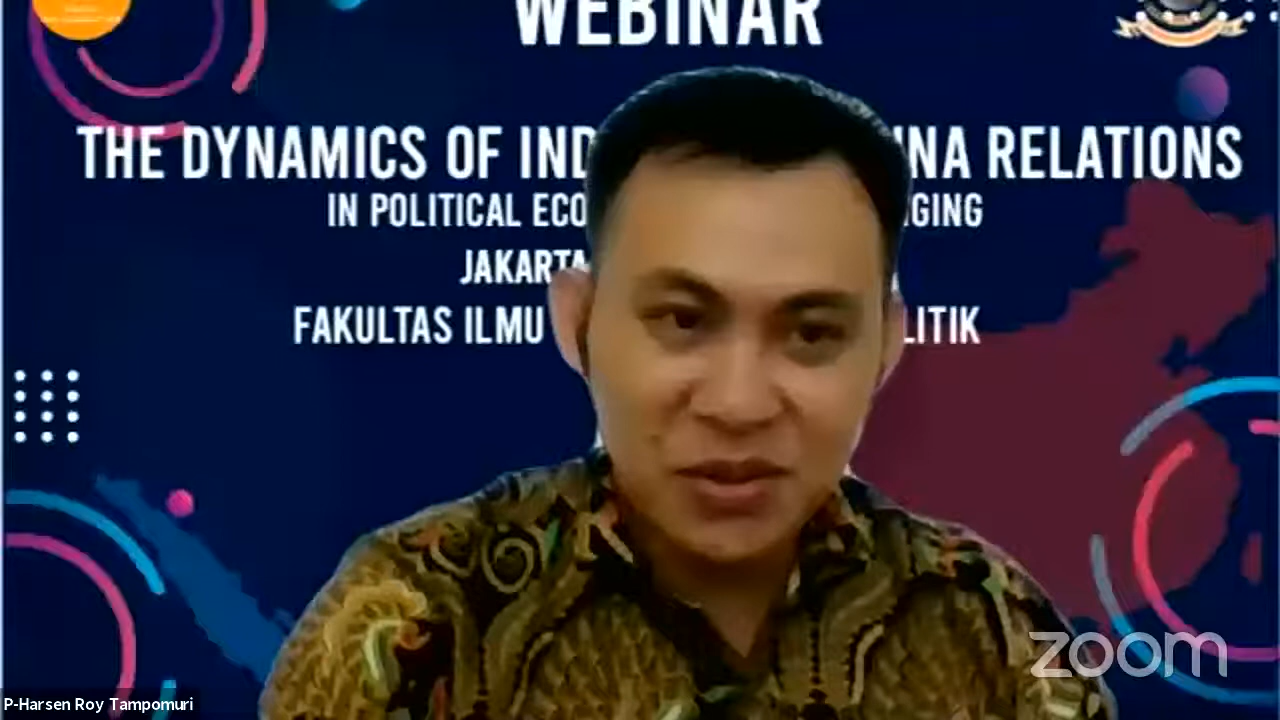 WEBINAR
THE DYNAMICS OF IND NA RELATIONS
IN POLITICAL ECO GING
JAKARTA
FAKULTAS ILMU LITIK
zoom
P-Harsen Roy Tampomuri